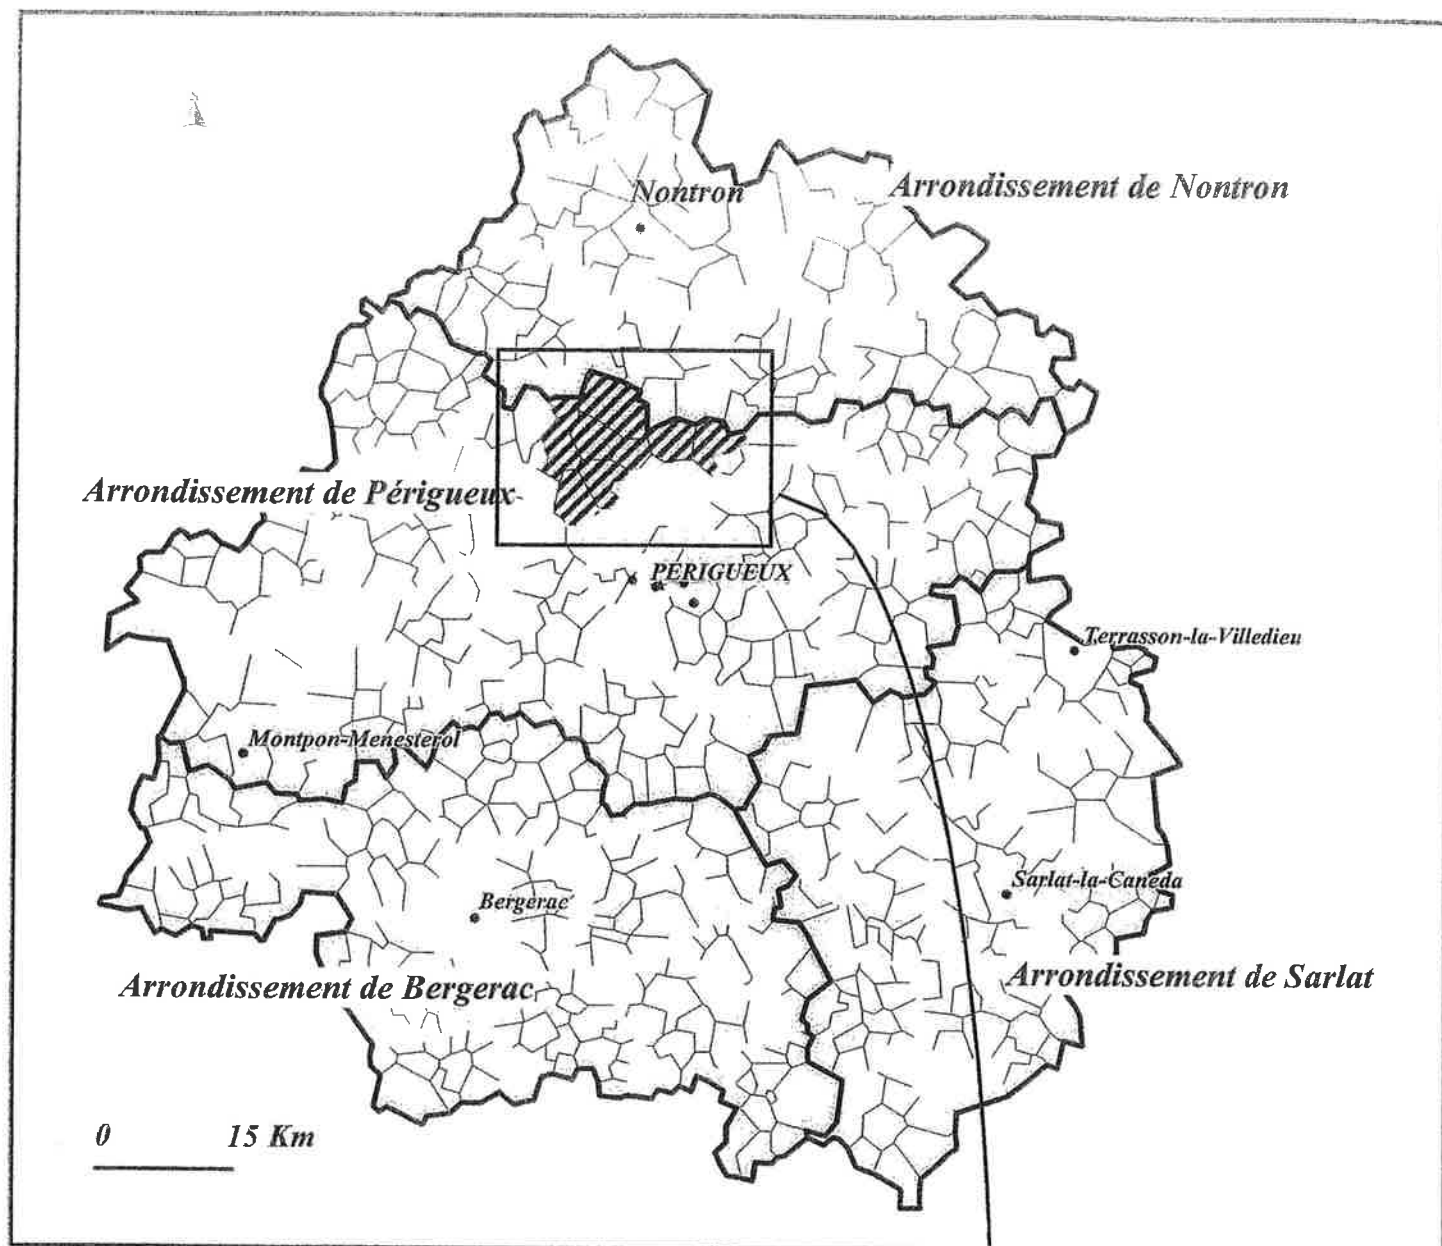 Nontron
Arrondissement de Nontron
Arrondissement de Périgueux
PERIGUEUX
Terrasson-la-Villedieu
Montpon-Menesterol
Sarlat-la-Caneda
Bergerac
Arrondissement de Sarlat
Arrondissement de Bergerac
0 15 Km